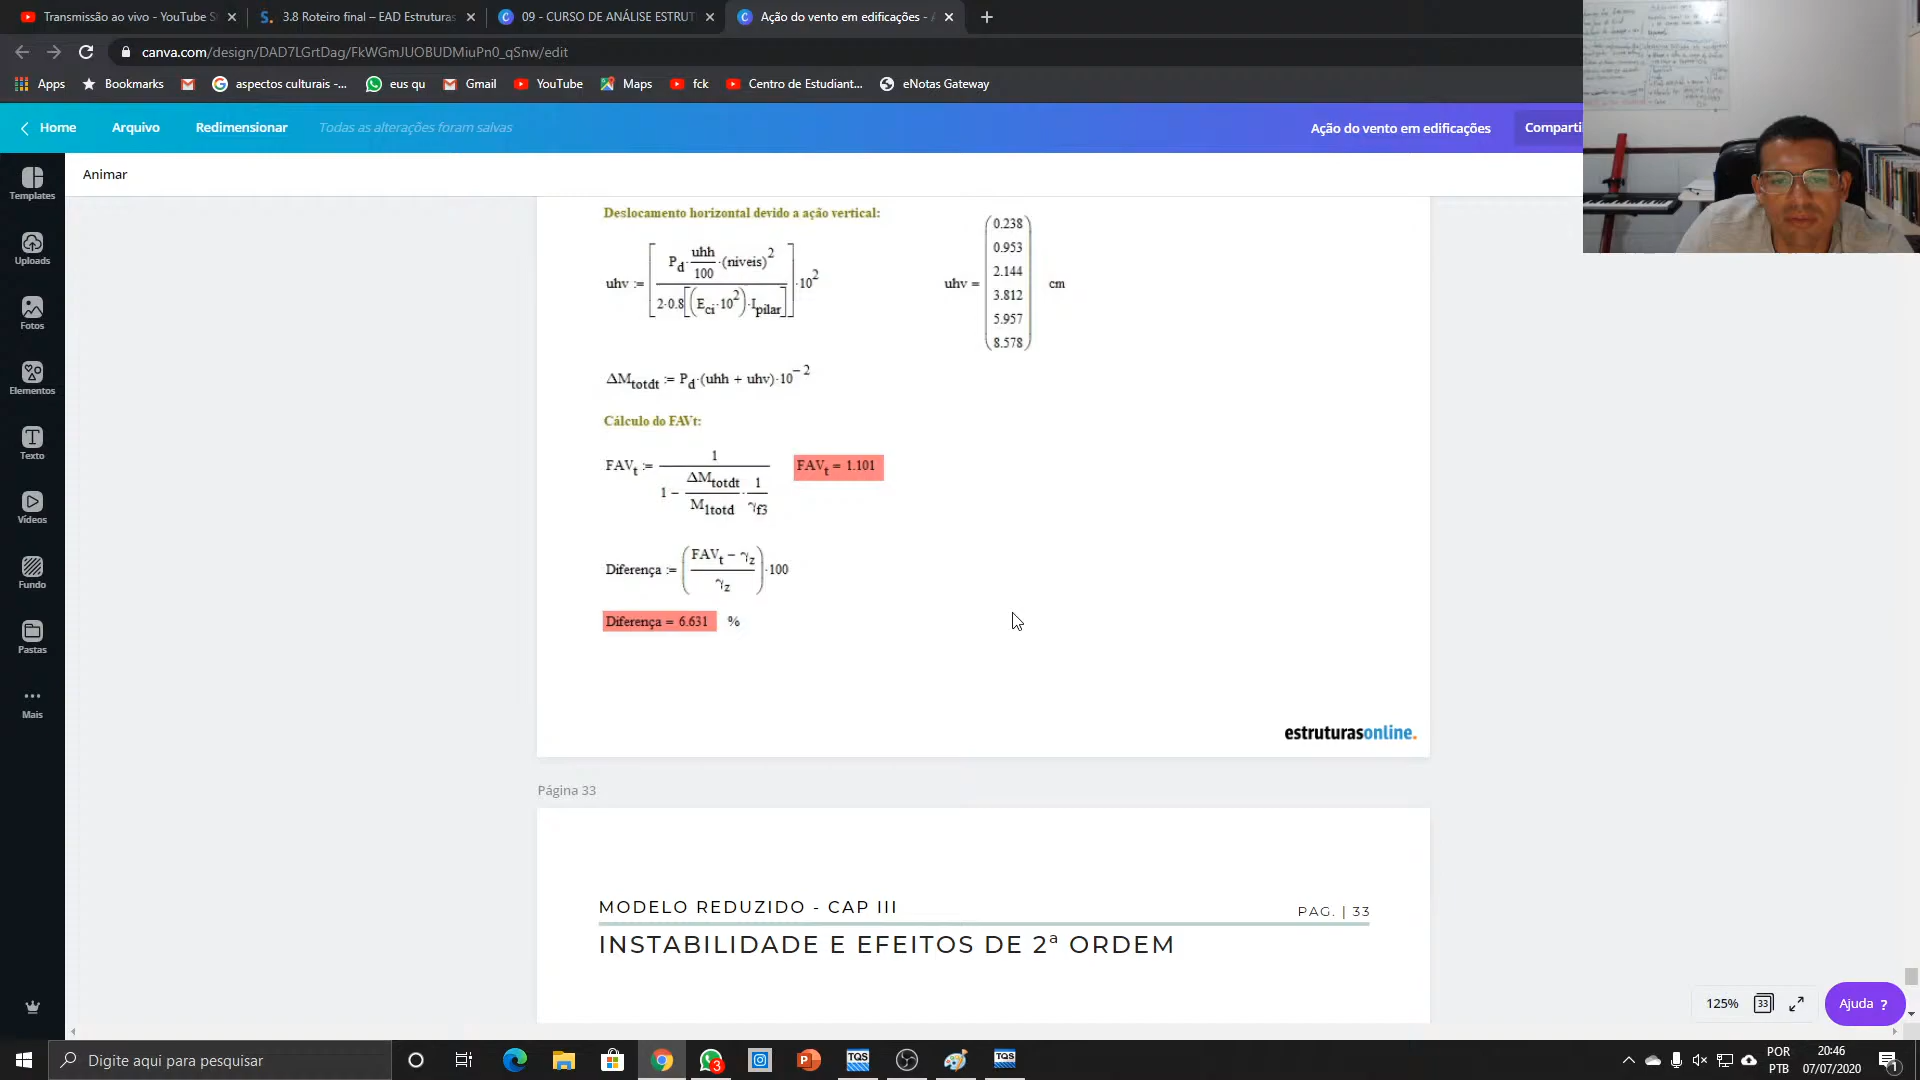 Transmissão ao vivo - YouTube S
3.8 Roteiro final – EAD Estruturas
09 - CURSO DE ANÁLISE ESTRUT
Ação do vento em edificações -
canva.com/design/DAD7LGrtDag/FkWGmJUOBUDMiuPn0_qSnw/edit
Apps
Bookmarks
aspectos culturais -...
eus qu
Gmail
YouTube
Maps
fck
Centro de Estudiant...
eNotas Gateway
Home
Arquivo
Redimensionar
Todas as alterações foram salvas
Ação do vento em edificações
Comparti
Animar
Templates
Uploads
Fotos
Elementos
Texto
Vídeos
Fundo
Pastas
Mais
Deslocamento horizontal devido a ação vertical:
uhv := [ P_d · uhh/100 · (níveis)^2 / 2·0.8[(E_ci·10^2)·I_pilar] ] ·10^2
uhv = ( 0.238
0.953
2.144
3.812
5.957
8.578 ) cm
ΔM_totdt := P_d·(uhh + uhv)·10^-2
Cálculo do FAVt:
FAV_t := 1 / 1 - ΔM_totdt/M_1totd · 1/γ_f3
FAV_t = 1.101
Diferença := ( FAV_t - γ_z / γ_z ) ·100
Diferença = 6.631 %
estruturasonline.
Página 33
MODELO REDUZIDO - CAP III
PAG. | 33
INSTABILIDADE E EFEITOS DE 2ª ORDEM
125%
33
Ajuda ?
Digite aqui para pesquisar
3
TQS
TQS
POR
PTB
20:46
07/07/2020
1